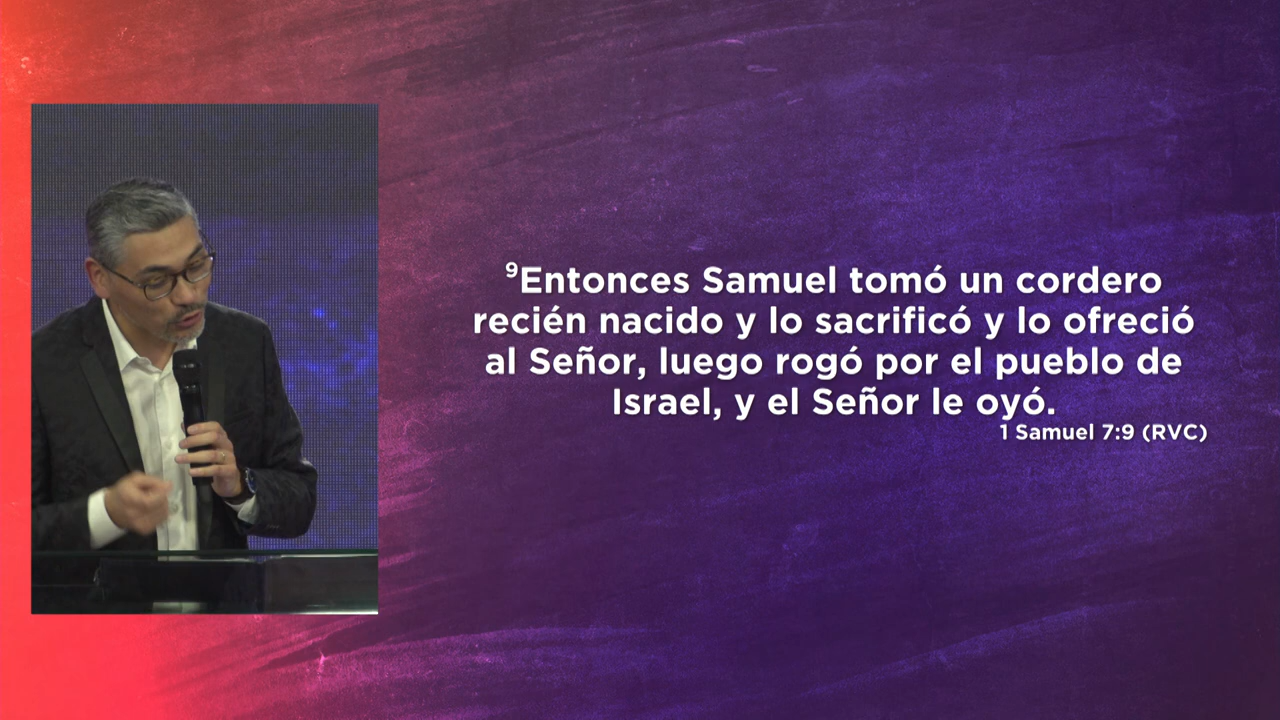 ⁹Entonces Samuel tomó un cordero
recién nacido y lo sacrificó y lo ofreció
al Señor, luego rogó por el pueblo de
Israel, y el Señor le oyó.
1 Samuel 7:9 (RVC)